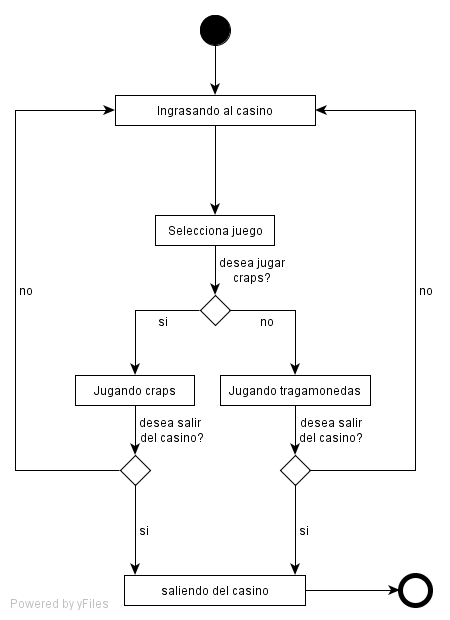 Ingrasando al casino
Selecciona juego
desea jugar
craps?
si
no
no
no
Jugando craps
Jugando tragamonedas
desea salir
del casino?
desea salir
del casino?
si
si
saliendo del casino
Powered by yFiles